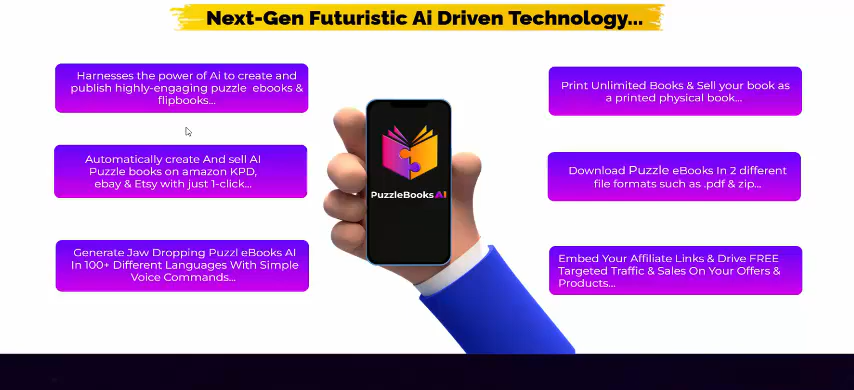 Next-Gen Futuristic Ai Driven Technology...
Harnesses the power of Ai to create and
publish highly-engaging puzzle ebooks &
flipbooks...
Automatically create And sell AI
Puzzle books on amazon KPD,
ebay & Etsy with just 1-click...
Generate Jaw Dropping Puzzl eBooks AI
In 100+ Different Languages With Simple
Voice Commands...
PuzzleBooks AI
Print Unlimited Books & Sell your book as
a printed physical book...
Download Puzzle eBooks In 2 different
file formats such as .pdf & zip...
Embed Your Affiliate Links & Drive FREE
Targeted Traffic & Sales On Your Offers &
Products...